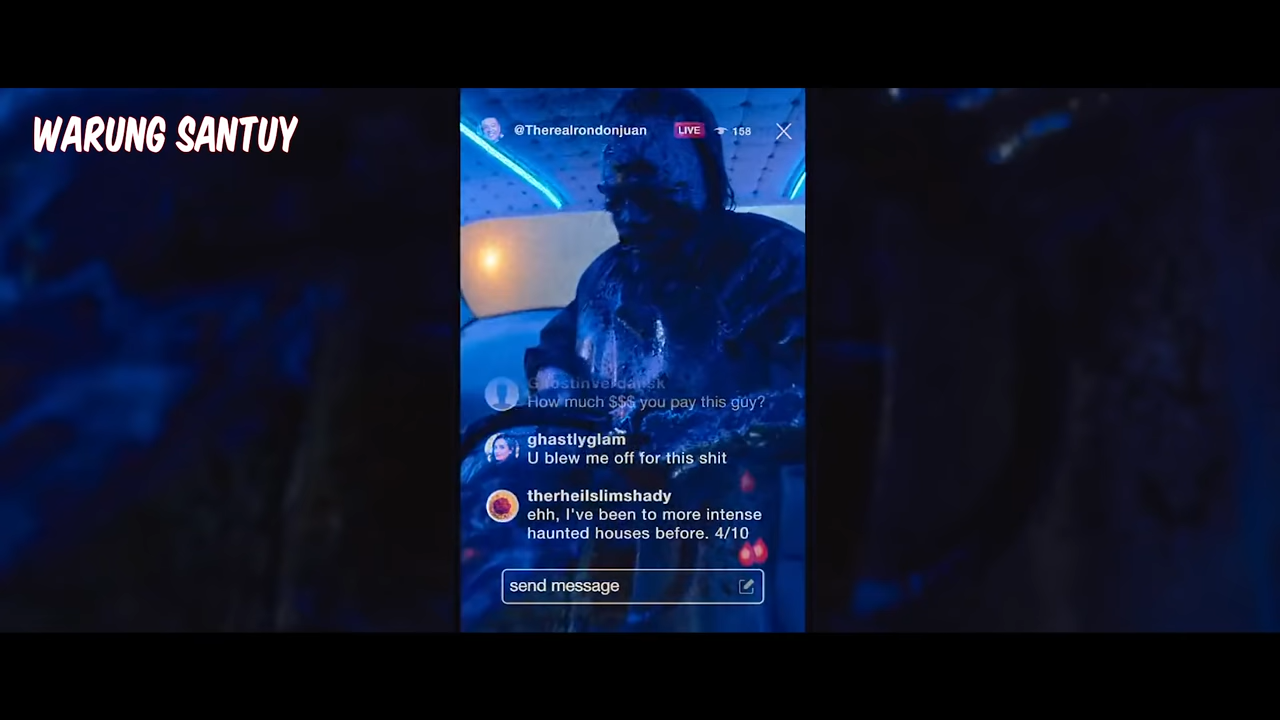 WARUNG SANTUY
@Therealrondonjuan
LIVE
158
How much $$$ you pay this guy?
ghastlyglam
U blew me off for this shit
therheilslimshady
ehh, I've been to more intense
haunted houses before. 4/10
send message